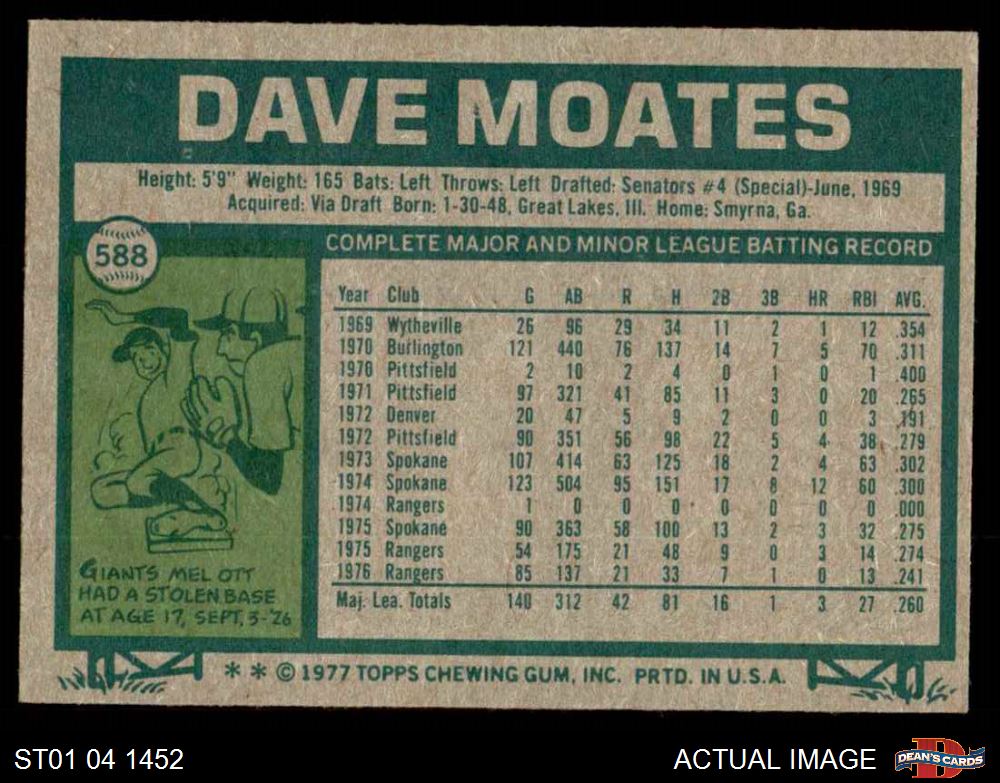 DAVE MOATES
Height: 5'9" Weight: 165 Bats: Left Throws: Left Drafted: Senators #4 (Special)-June, 1969
Acquired: Via Draft Born: 1-30-48, Great Lakes, Ill. Home: Smyrna, Ga.
588
COMPLETE MAJOR AND MINOR LEAGUE BATTING RECORD
Year Club G AB R H 2B 3B HR RBI AVG.
1969 Wytheville 26 96 29 34 11 2 1 12 .354
1970 Burlington 121 440 76 137 14 7 5 70 .311
1970 Pittsfield 2 10 2 4 0 1 0 1 .400
1971 Pittsfield 97 321 41 85 11 3 0 20 .265
1972 Denver 20 47 5 9 2 0 0 3 .191
1972 Pittsfield 90 351 56 98 22 5 4 38 .279
1973 Spokane 107 414 63 125 18 2 4 63 .302
1974 Spokane 123 504 95 151 17 8 12 60 .300
1974 Rangers 1 0 0 0 0 0 0 0 .000
1975 Spokane 90 363 58 100 13 2 3 32 .275
1975 Rangers 54 175 21 48 9 0 3 14 .274
1976 Rangers 85 137 21 33 7 1 0 13 .241
Maj. Lea. Totals 140 312 42 81 16 1 3 27 .260
GIANTS MEL OTT
HAD A STOLEN BASE
AT AGE 17, SEPT, 3-'26
* * © 1977 TOPPS CHEWING GUM, INC. PRTD. IN U.S.A.
ST01 04 1452
ACTUAL IMAGE
D
DEAN'S CARDS